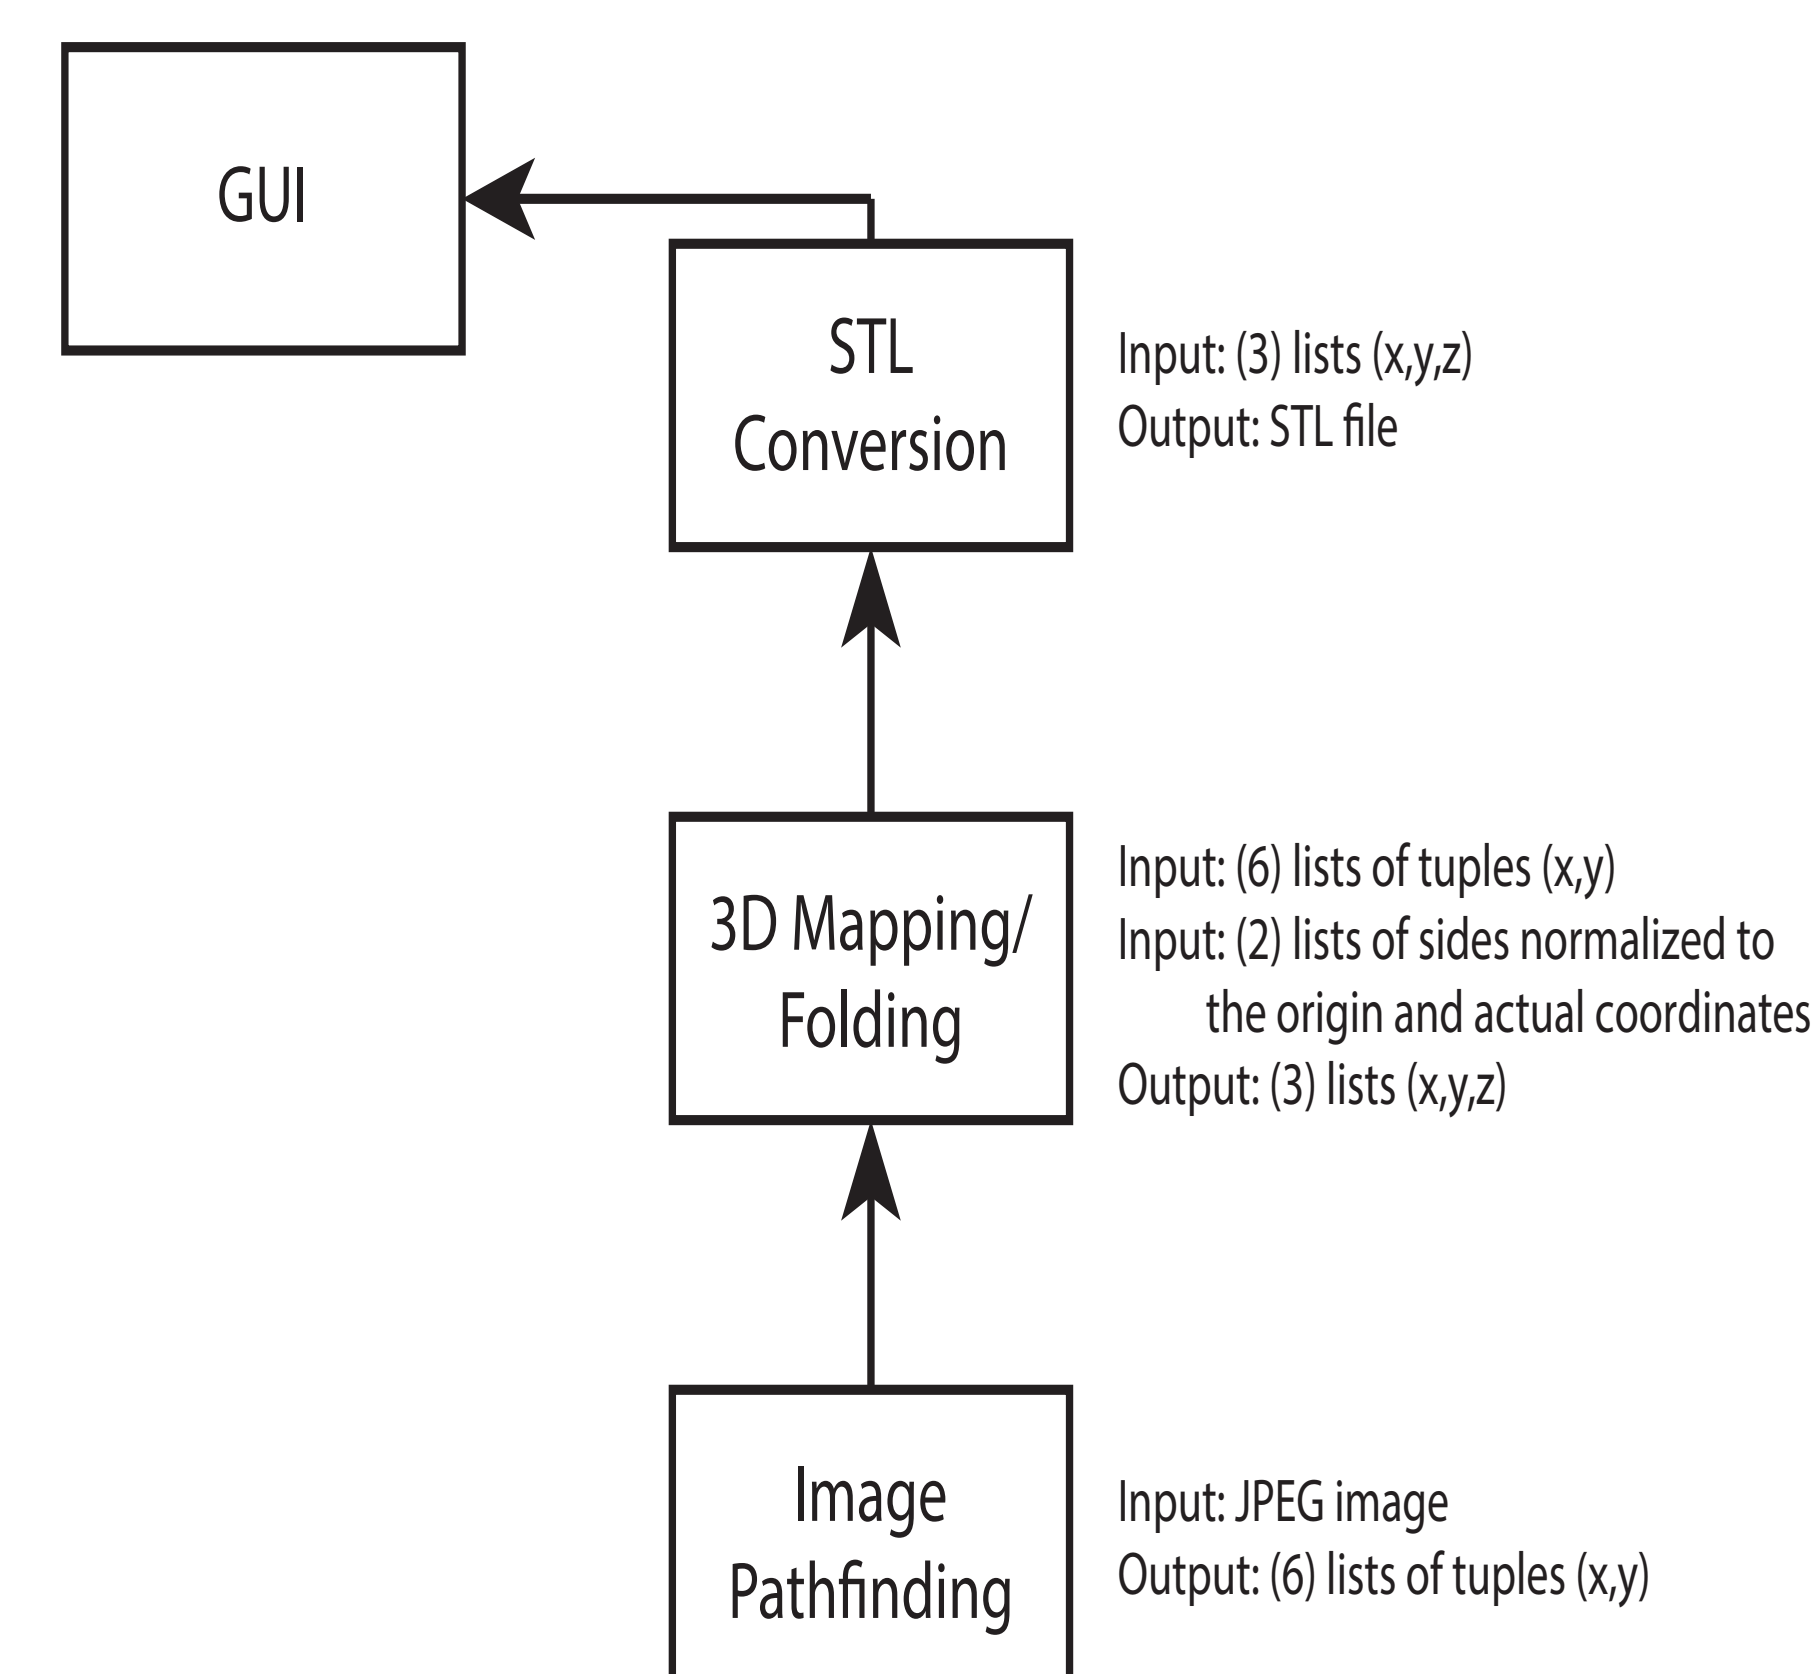 GUI
STL
Conversion
Input: (3) lists (x,y,z)
Output: STL file
3D Mapping/
Folding
Input: (6) lists of tuples (x,y)
Input: (2) lists of sides normalized to
the origin and actual coordinates
Output: (3) lists (x,y,z)
Image
Pathfinding
Input: JPEG image
Output: (6) lists of tuples (x,y)